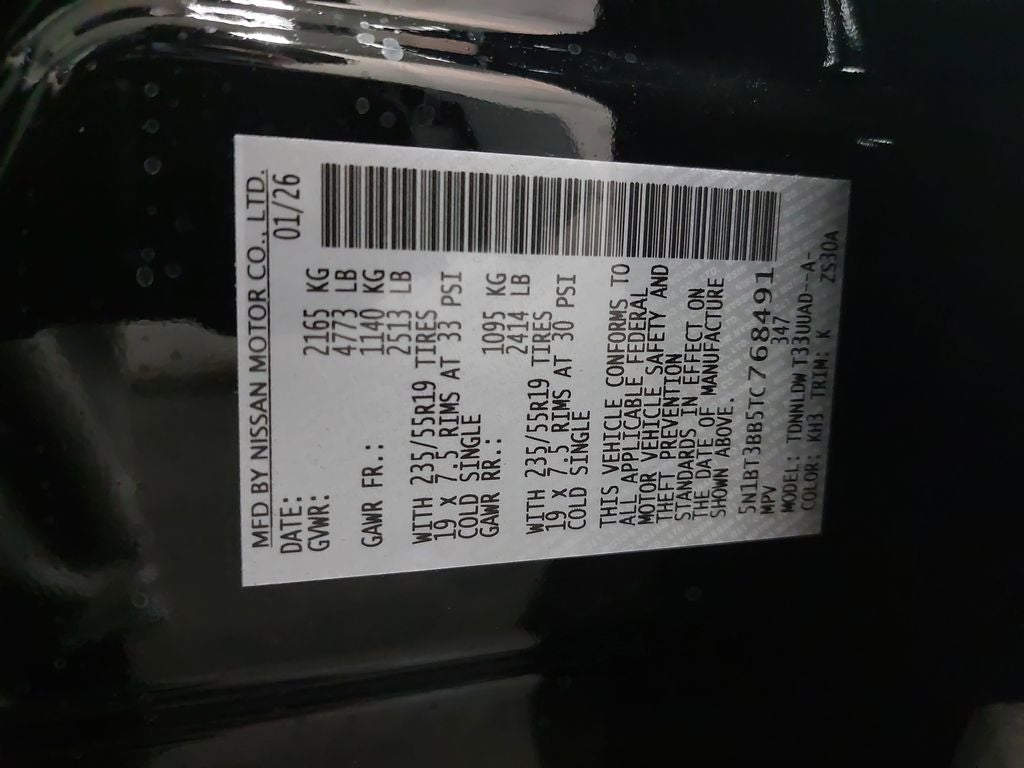 MFD BY NISSAN MOTOR CO., LTD.
DATE: 01/26
GVWR: 2165 KG
4773 LB
GAWR FR.: 1140 KG
2513 LB
WITH 235/55R19 TIRES
19 X 7.5 RIMS AT 33 PSI
COLD SINGLE
GAWR RR.: 1095 KG
2414 LB
WITH 235/55R19 TIRES
19 X 7.5 RIMS AT 30 PSI
COLD SINGLE
THIS VEHICLE CONFORMS TO
ALL APPLICABLE FEDERAL
MOTOR VEHICLE SAFETY AND
THEFT PREVENTION
STANDARDS IN EFFECT ON
THE DATE OF MANUFACTURE
SHOWN ABOVE.
5N1BT3BB5TC768491
MPV 347
MODEL: TDNNLDW T33UUAD--A-
COLOR: KH3 TRIM: K ZS30A